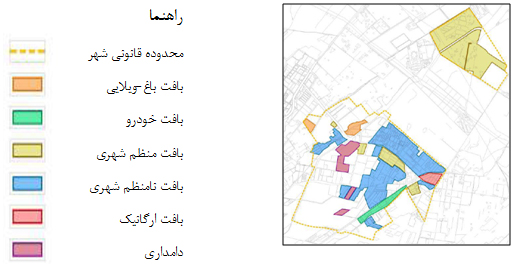 راهنما
محدوده قانونی شهر
بافت باغ-ویلایی
بافت خودرو
بافت منظم شهری
بافت نامنظم شهری
بافت ارگانیک
دامداری